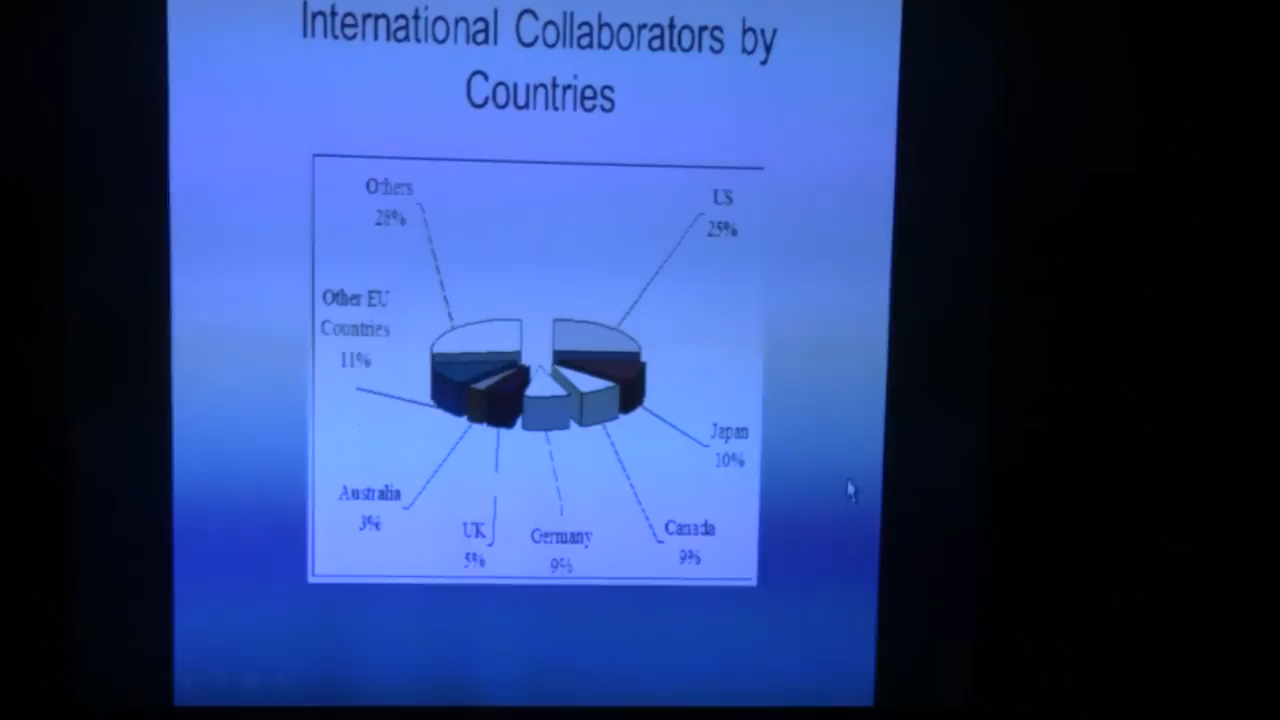 International Collaborators by
Countries
Others
28%
US
25%
Other EU
Countries
11%
Japan
10%
Australia
3%
UK
5%
Germany
9%
Canada
9%